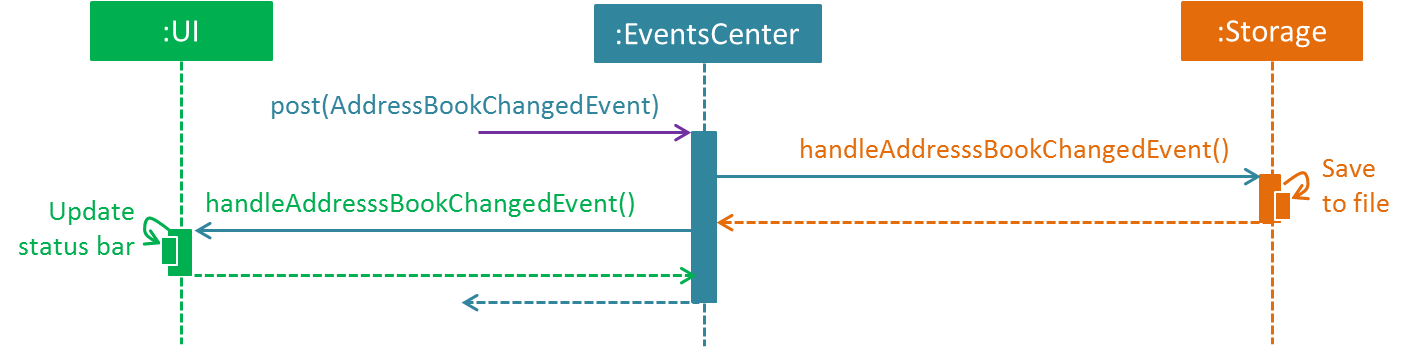 :UI
:EventsCenter
:Storage
post(AddressBookChangedEvent)
handleAddresssBookChangedEvent()
Save
to file
handleAddresssBookChangedEvent()
Update
status bar